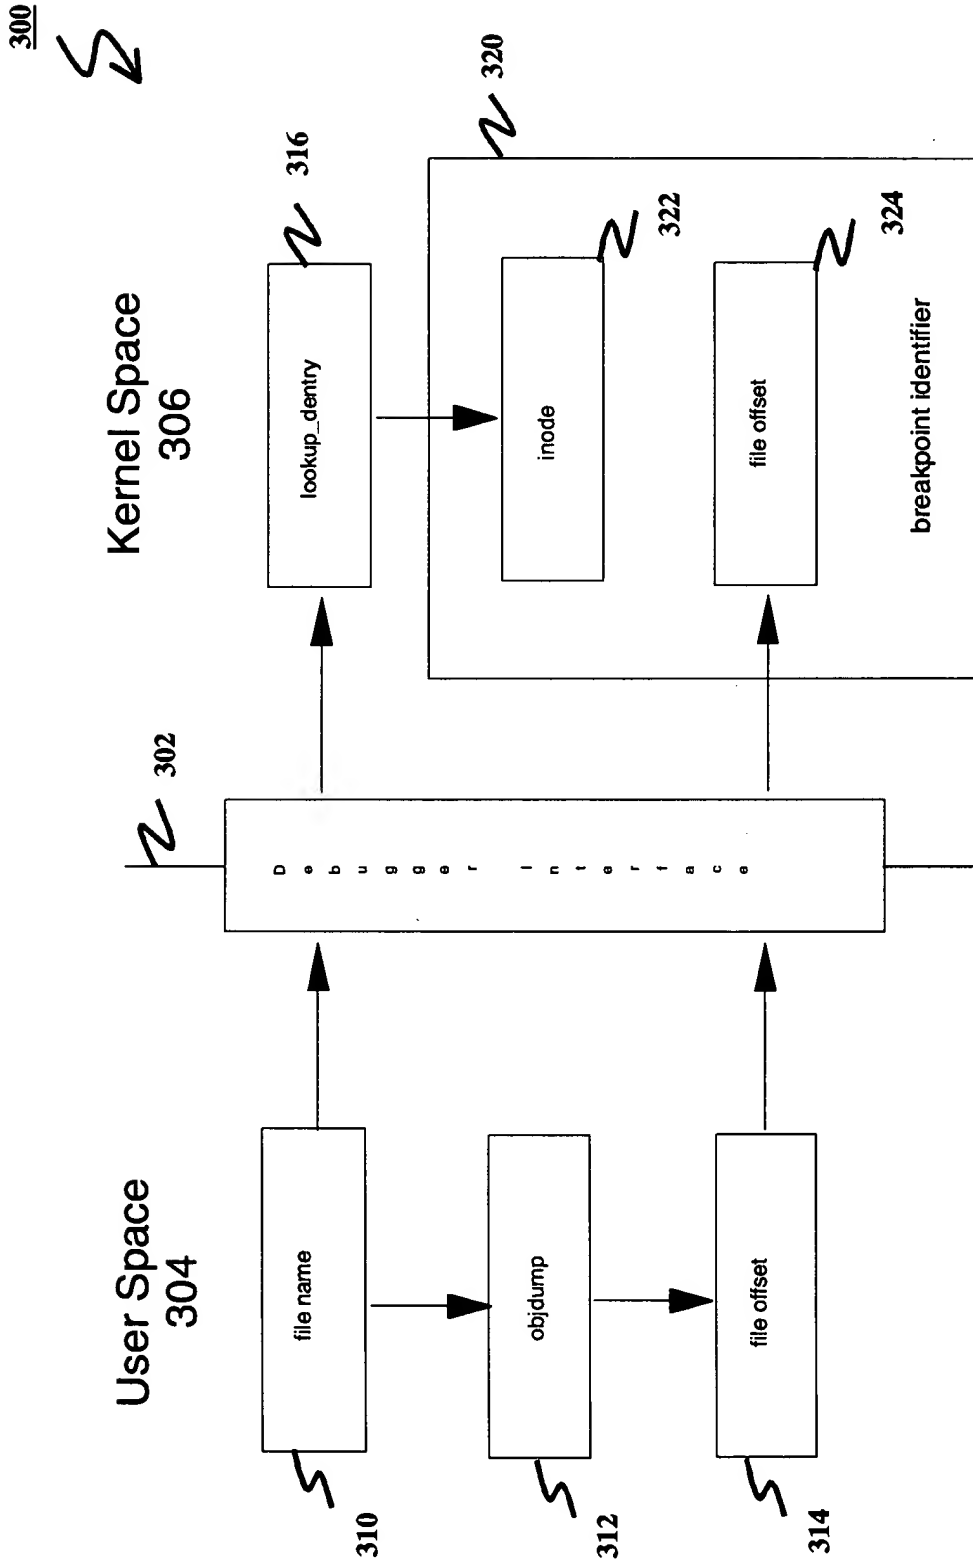 300
User Space
304
Kernel Space
306
302
316
320
310
file name
lookup_dentry
312
objdump
inode
322
314
file offset
file offset
324
Debugger Interface
breakpoint identifier